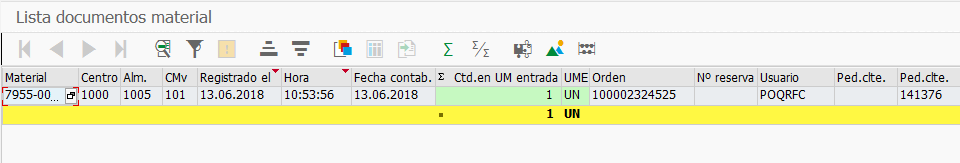 Lista documentos material
Σ Σ/Σ
Material Centro Alm. CMv Registrado el Hora Fecha contab. Σ Ctd.en UM entrada UME Orden Nº reserva Usuario Ped.clte. Ped.clte.
7955-00... 1000 1005 101 13.06.2018 10:53:56 13.06.2018 1 UN 100002324525 POQRFC 141376
1 UN